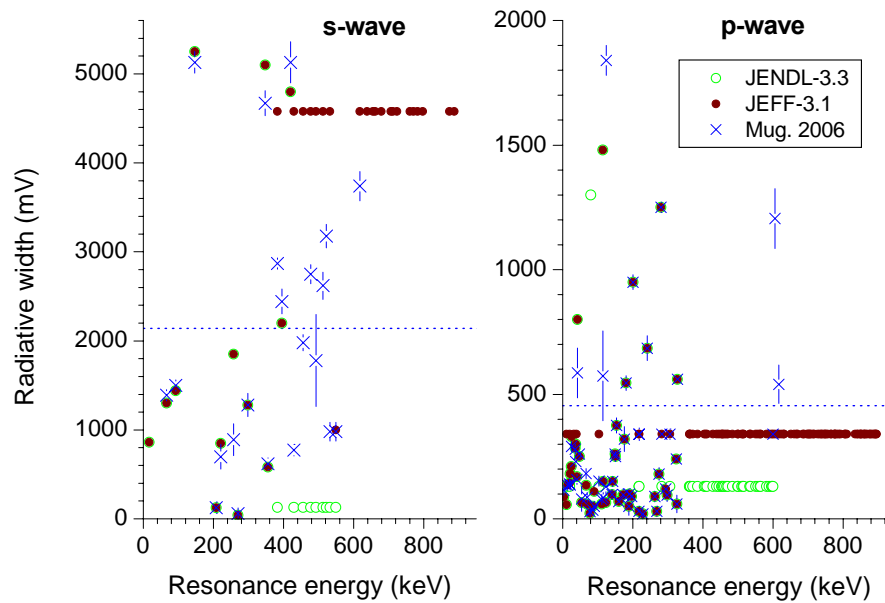 s-wave
p-wave
JENDL-3.3
JEFF-3.1
Mug. 2006
Radiative width (mV)
5000
4000
3000
2000
1000
0
0 200 400 600 800
Resonance energy (keV)
2000
1500
1000
500
0
0 200 400 600 800
Resonance energy (keV)